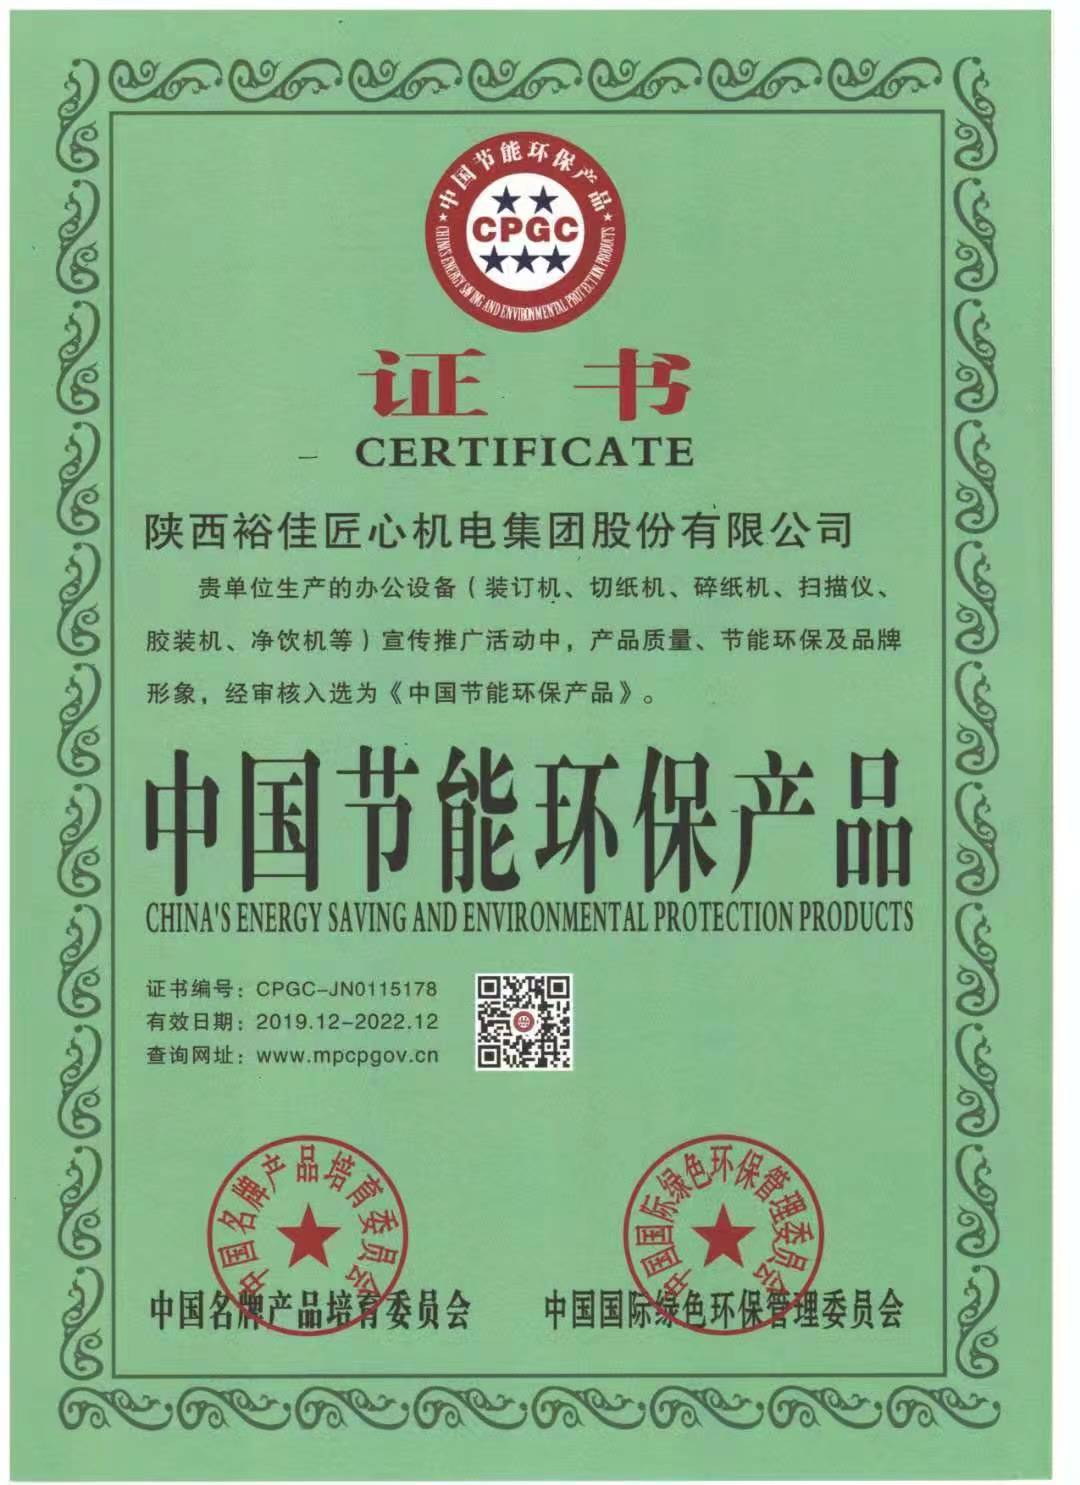 中国节能环保产品
CPGC
CHINA'S ENERGY SAVING AND ENVIRONMENTAL PROTECTION PRODUCTS
证书
CERTIFICATE
陕西裕佳匠心机电集团股份有限公司
贵单位生产的办公设备（装订机、切纸机、碎纸机、扫描仪、
胶装机、净饮机等）宣传推广活动中，产品质量、节能环保及品牌
形象，经审核入选为《中国节能环保产品》。
中国节能环保产品
CHINA'S ENERGY SAVING AND ENVIRONMENTAL PROTECTION PRODUCTS
证书编号：CPGC-JN0115178
有效日期：2019.12-2022.12
查询网址：www.mpcpgov.cn
中国名牌产品培育委员会
中国国际绿色环保管理委员会
中国名牌产品培育委员会
中国国际绿色环保管理委员会